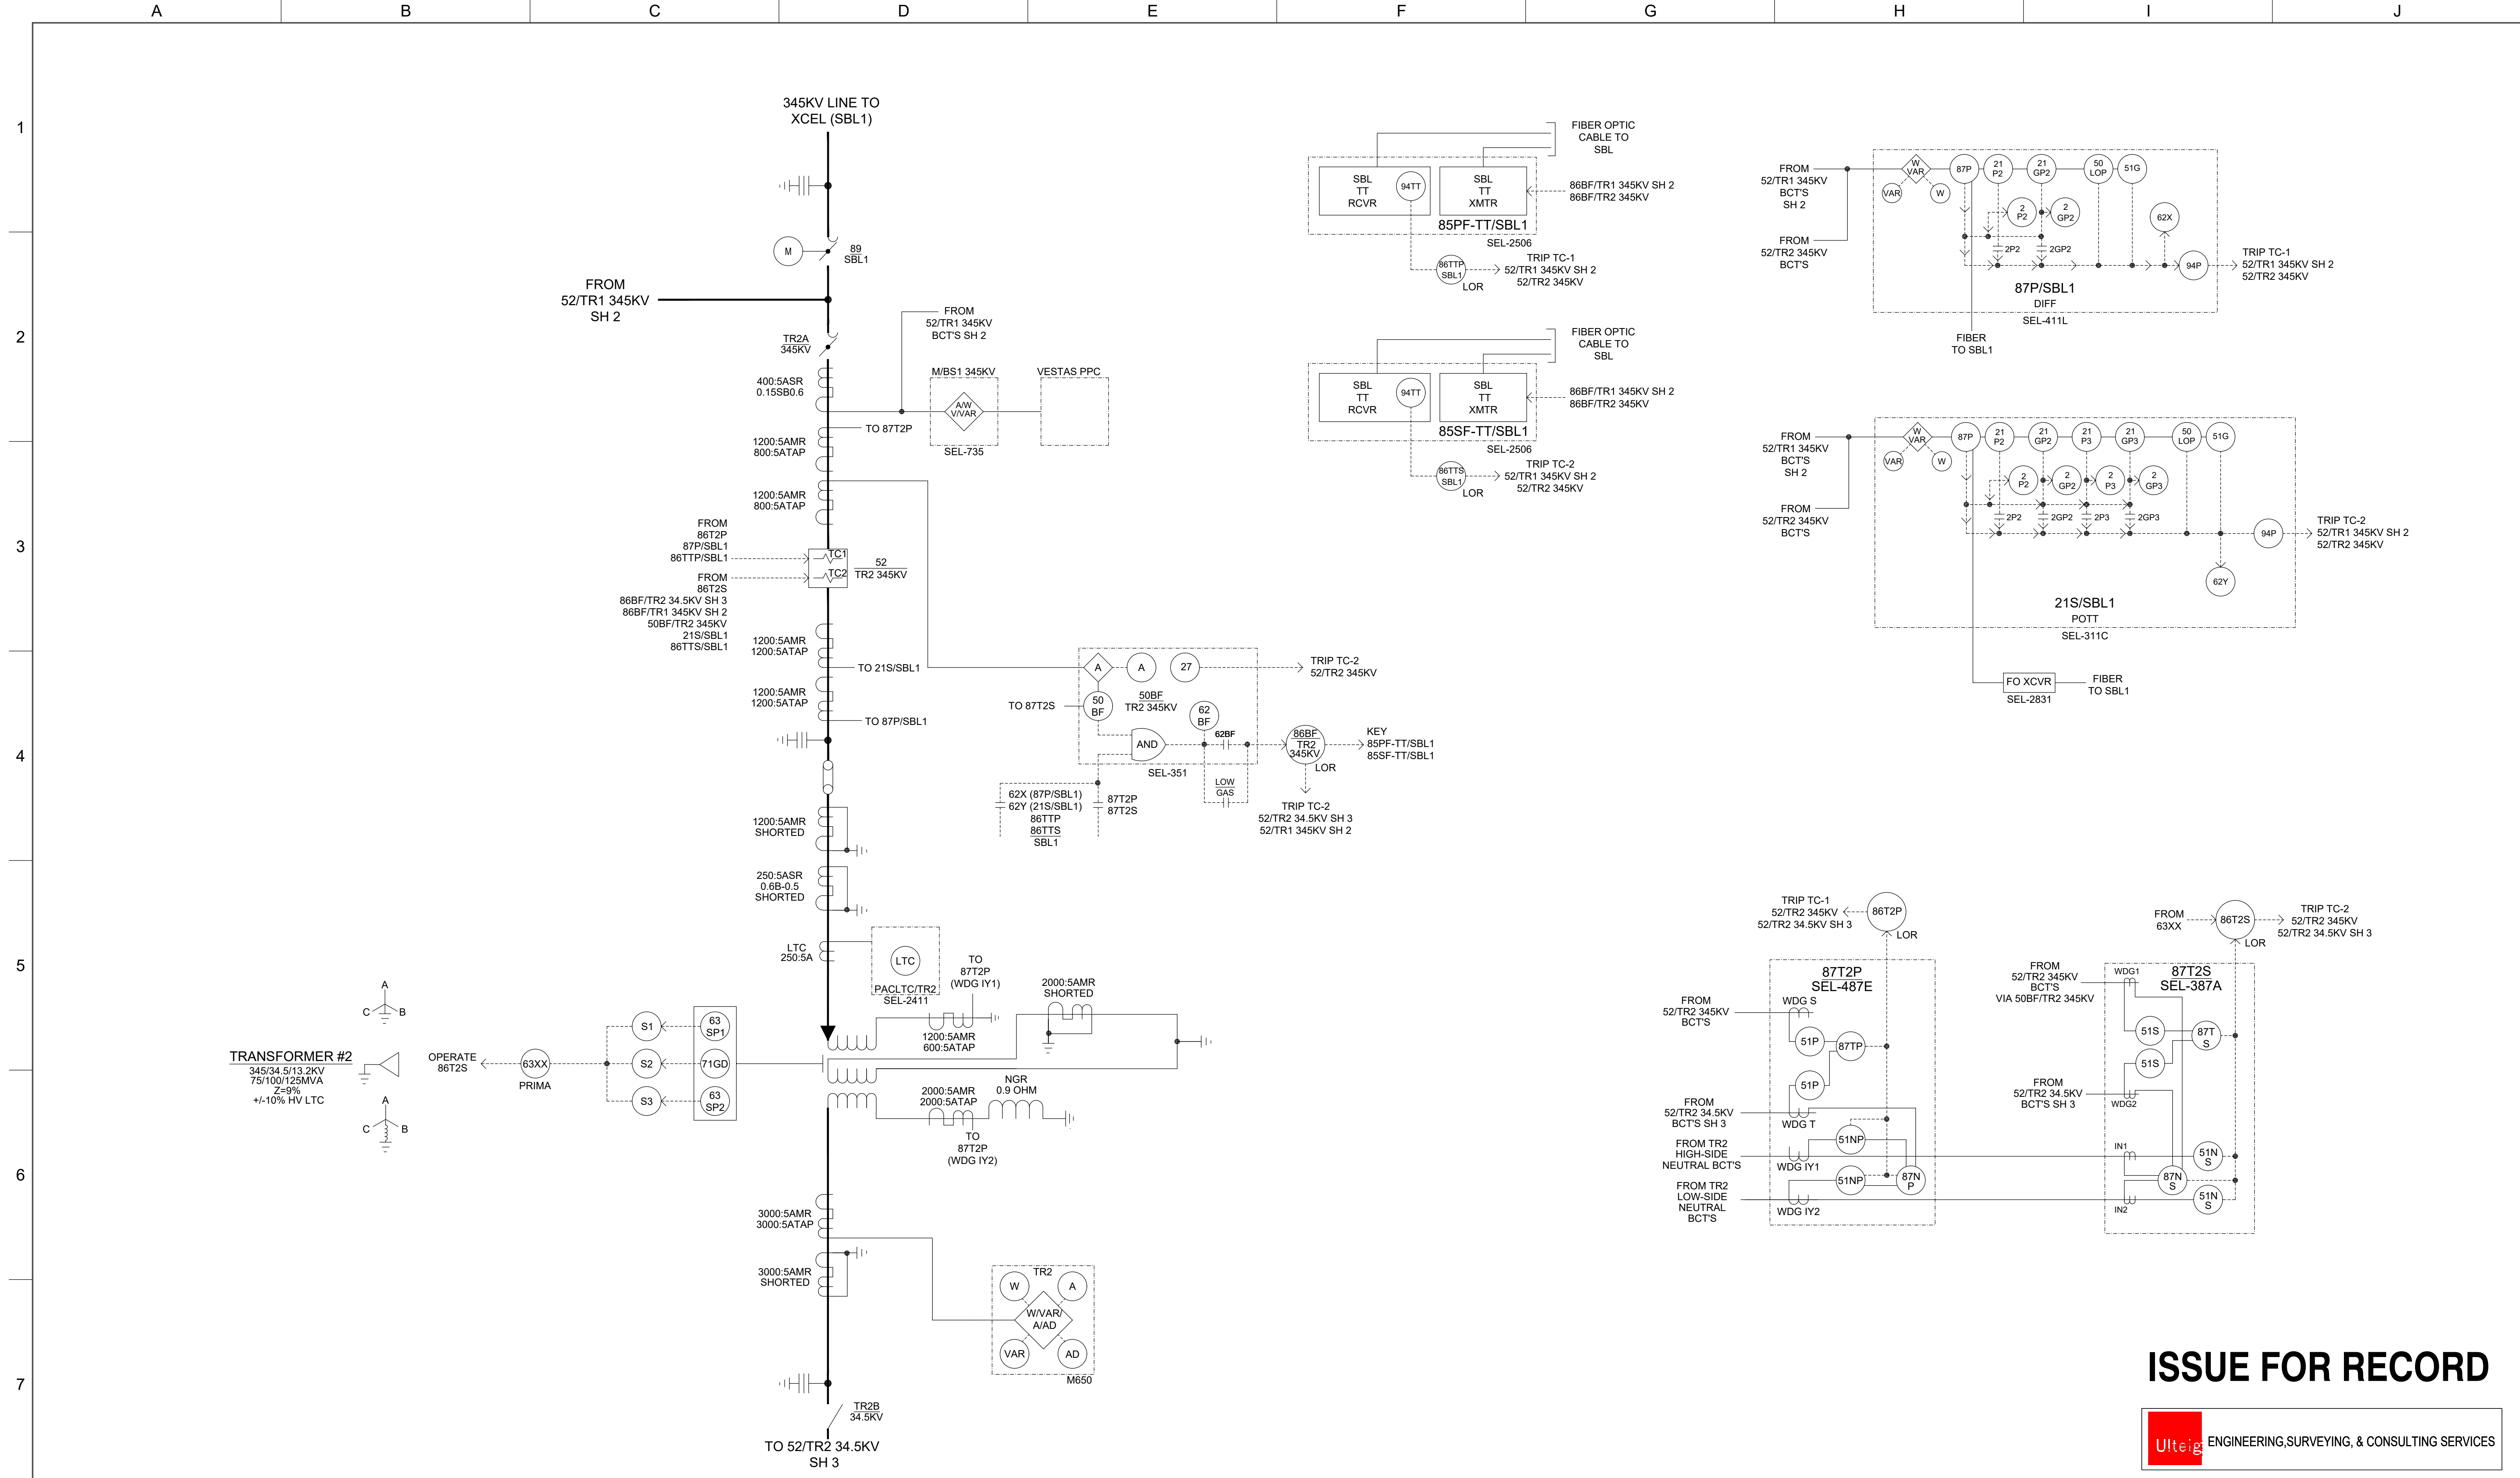 A
B
C
D
E
F
G
H
I
J
1
2
3
4
5
6
7
345KV LINE TO
XCEL (SBL1)
M
89
SBL1
FROM
52/TR1 345KV
SH 2
TR2A
345KV
FROM
52/TR1 345KV
BCT'S SH 2
400:5ASR
0.15SB0.6
M/BS1 345KV
A/W
V/VAR
SEL-735
VESTAS PPC
TO 87T2P
1200:5AMR
800:5ATAP
1200:5AMR
800:5ATAP
FROM
86T2P
87P/SBL1
86TTP/SBL1
FROM
86T2S
86BF/TR2 34.5KV SH 3
86BF/TR1 345KV SH 2
50BF/TR2 345KV
21S/SBL1
86TTS/SBL1
TC1
TC2
52
TR2 345KV
1200:5AMR
1200:5ATAP
TO 21S/SBL1
1200:5AMR
1200:5ATAP
TO 87P/SBL1
1200:5AMR
SHORTED
250:5ASR
0.6B-0.5
SHORTED
LTC
250:5A
LTC
PACLTC/TR2
SEL-2411
TO
87T2P
(WDG IY1)
2000:5AMR
SHORTED
1200:5AMR
600:5ATAP
2000:5AMR
2000:5ATAP
NGR
0.9 OHM
TO
87T2P
(WDG IY2)
A
C
B
TRANSFORMER #2
345/34.5/13.2KV
75/100/125MVA
Z=9%
+/-10% HV LTC
A
C
B
OPERATE
86T2S
63XX
PRIMA
S1
S2
S3
63
SP1
71GD
63
SP2
3000:5AMR
3000:5ATAP
3000:5AMR
SHORTED
TR2
W
A
W/VAR/
A/AD
VAR
AD
M650
TR2B
34.5KV
TO 52/TR2 34.5KV
SH 3
A
A
27
TRIP TC-2
52/TR2 345KV
TO 87T2S
50
BF
50BF
TR2 345KV
62
BF
AND
62BF
SEL-351
86BF
TR2
345KV
LOR
KEY
85PF-TT/SBL1
85SF-TT/SBL1
LOW
GAS
62X (87P/SBL1)
62Y (21S/SBL1)
86TTP
86TTS
SBL1
87T2P
87T2S
TRIP TC-2
52/TR2 34.5KV SH 3
52/TR1 345KV SH 2
FIBER OPTIC
CABLE TO
SBL
SBL
TT
RCVR
94TT
SBL
TT
XMTR
86BF/TR1 345KV SH 2
86BF/TR2 345KV
85PF-TT/SBL1
SEL-2506
86TTP
SBL1
LOR
TRIP TC-1
52/TR1 345KV SH 2
52/TR2 345KV
FIBER OPTIC
CABLE TO
SBL
SBL
TT
RCVR
94TT
SBL
TT
XMTR
86BF/TR1 345KV SH 2
86BF/TR2 345KV
85SF-TT/SBL1
SEL-2506
86TTS
SBL1
LOR
TRIP TC-2
52/TR1 345KV SH 2
52/TR2 345KV
FROM
52/TR1 345KV
BCT'S
SH 2
FROM
52/TR2 345KV
BCT'S
W
VAR
VAR
W
87P
21
P2
21
GP2
50
LOP
51G
2
P2
2
GP2
62X
2P2
2GP2
94P
TRIP TC-1
52/TR1 345KV SH 2
52/TR2 345KV
87P/SBL1
DIFF
SEL-411L
FIBER
TO SBL1
FROM
52/TR1 345KV
BCT'S
SH 2
FROM
52/TR2 345KV
BCT'S
W
VAR
VAR
W
87P
21
P2
21
GP2
21
P3
21
GP3
50
LOP
51G
2
P2
2
GP2
2
P3
2
GP3
2P2
2GP2
2P3
2GP3
94P
TRIP TC-2
52/TR1 345KV SH 2
52/TR2 345KV
62Y
21S/SBL1
POTT
SEL-311C
FO XCVR
SEL-2831
FIBER
TO SBL1
TRIP TC-1
52/TR2 345KV
52/TR2 34.5KV SH 3
86T2P
LOR
87T2P
SEL-487E
FROM
52/TR2 345KV
BCT'S
WDG S
51P
87TP
51P
FROM
52/TR2 34.5KV
BCT'S SH 3
WDG T
FROM TR2
HIGH-SIDE
NEUTRAL BCT'S
51NP
WDG IY1
FROM TR2
LOW-SIDE
NEUTRAL
BCT'S
51NP
87N
P
WDG IY2
FROM
63XX
86T2S
LOR
TRIP TC-2
52/TR2 345KV
52/TR2 34.5KV SH 3
FROM
52/TR2 345KV
BCT'S
VIA 50BF/TR2 345KV
WDG1
87T2S
SEL-387A
51S
87T
S
51S
FROM
52/TR2 34.5KV
BCT'S SH 3
WDG2
IN1
51N
S
87N
S
51N
S
IN2
ISSUE FOR RECORD
Ulteig
ENGINEERING,SURVEYING, & CONSULTING SERVICES